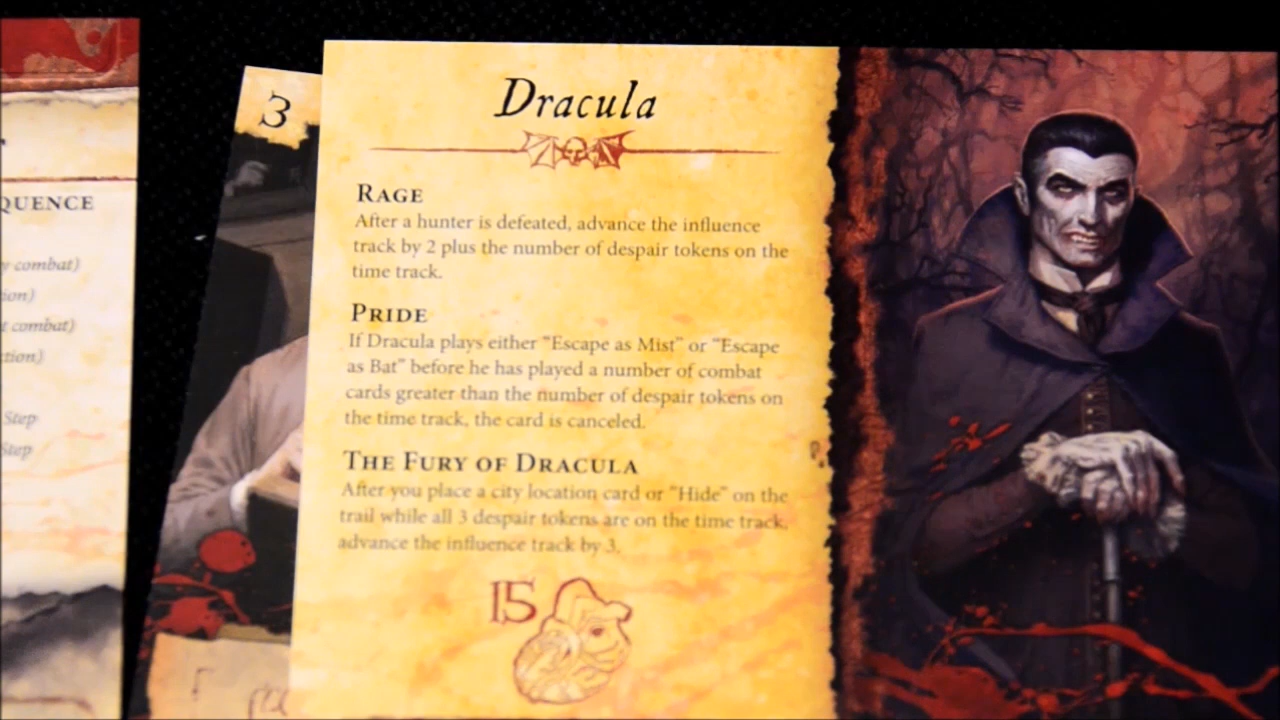 QUENCE
combat)
ion)
combat)
ction)
Step
Step
3
Dracula
RAGE
After a hunter is defeated, advance the influence
track by 2 plus the number of despair tokens on the
time track.
PRIDE
If Dracula plays either “Escape as Mist” or “Escape
as Bat” before he has played a number of combat
cards greater than the number of despair tokens on
the time track, the card is canceled.
THE FURY OF DRACULA
After you place a city location card or “Hide” on the
trail while all 3 despair tokens are on the time track,
advance the influence track by 3.
15